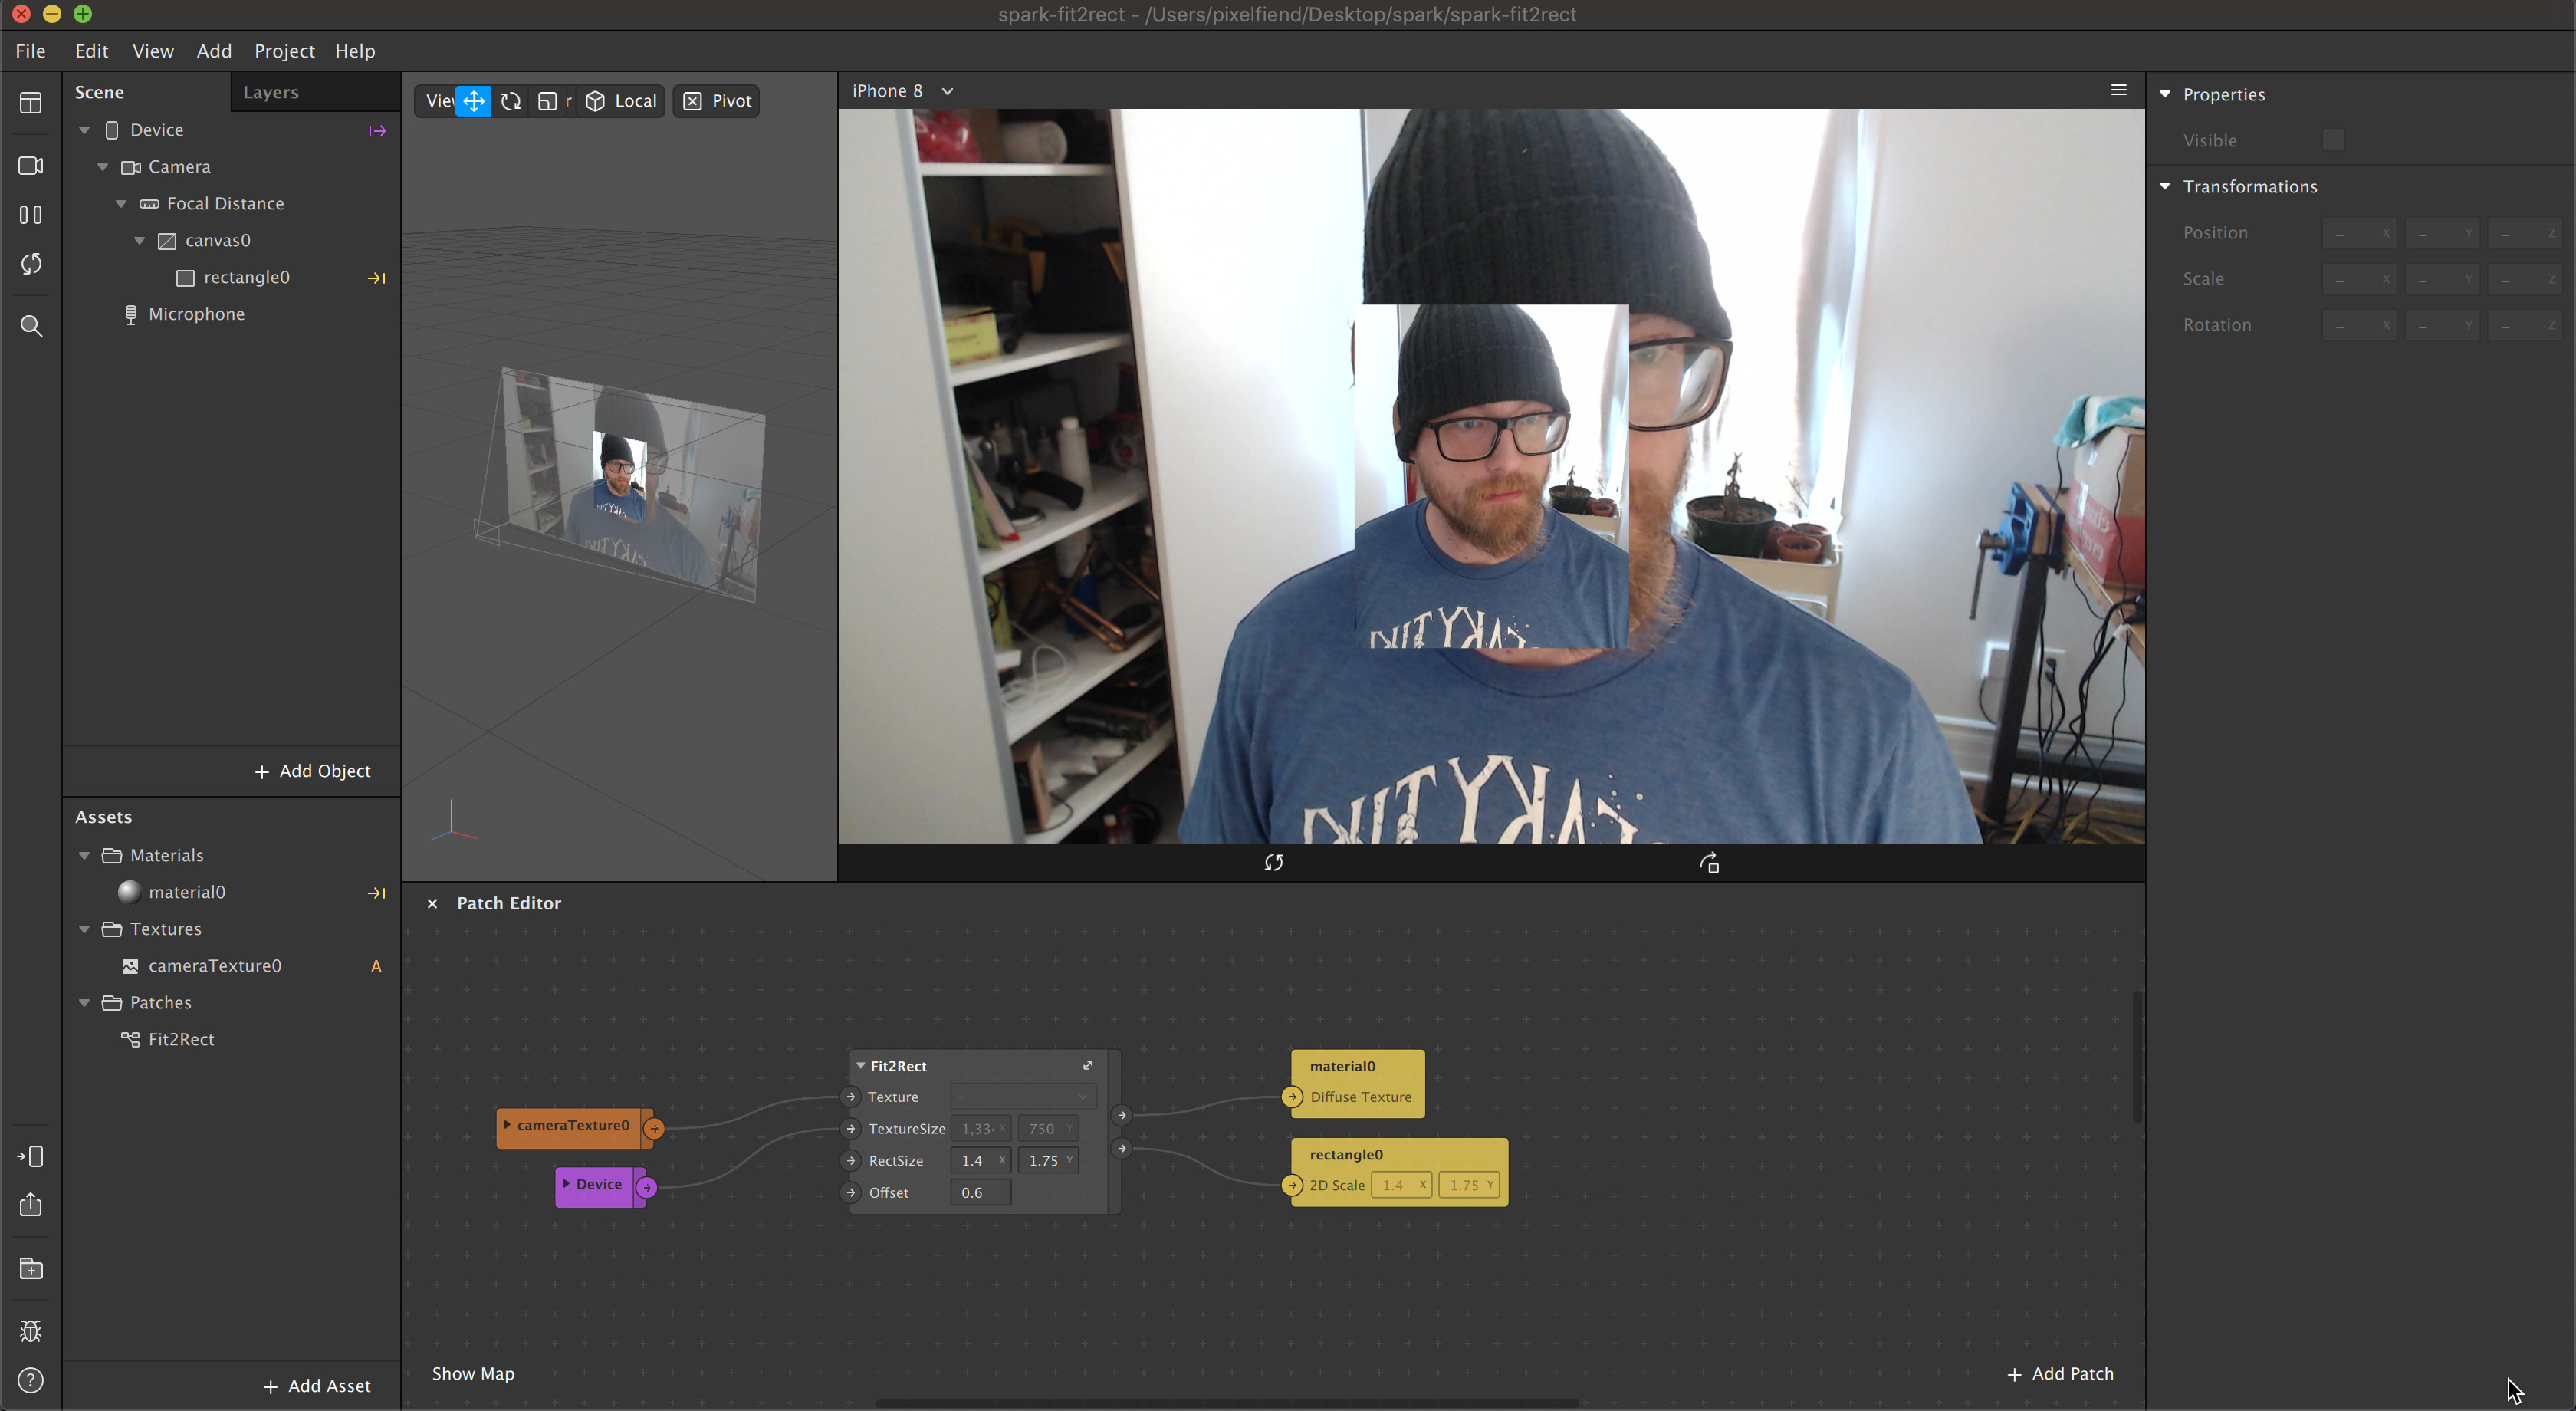 spark-fit2rect - /Users/pixelfiend/Desktop/spark/spark-fit2rect
File Edit View Add Project Help
Scene Layers
Device
Camera
Focal Distance
canvas0
rectangle0
Microphone
+ Add Object
Assets
Materials
material0
Textures
cameraTexture0 A
Patches
Fit2Rect
+ Add Asset
Local Pivot
iPhone 8
Properties
Visible
Transformations
Position – X – Y – Z
Scale – X – Y – Z
Rotation – X – Y – Z
Patch Editor
cameraTexture0
Device
Fit2Rect
Texture –
TextureSize 1,33 X 750 Y
RectSize 1.4 X 1.75 Y
Offset 0.6
material0
Diffuse Texture
rectangle0
2D Scale 1.4 X 1.75 Y
Show Map
+ Add Patch